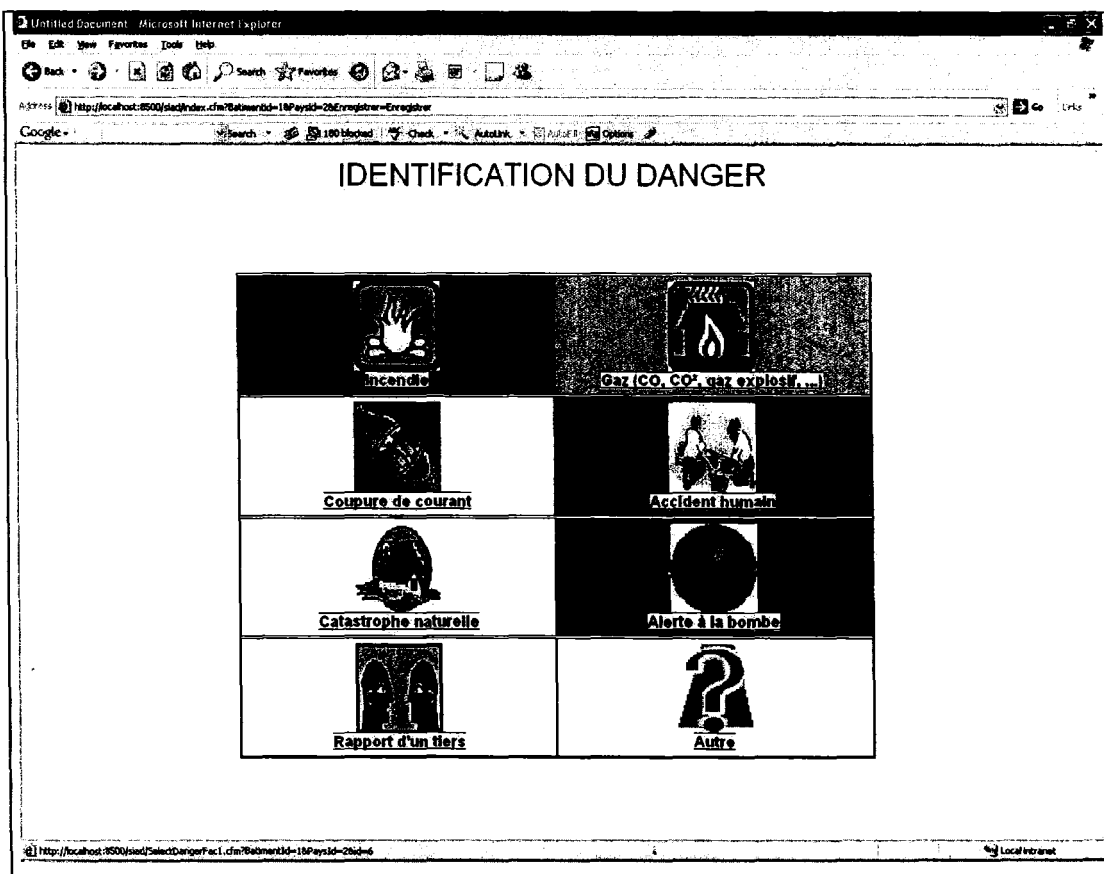 Untitled Document - Microsoft Internet Explorer
File Edit View Favorites Tools Help
Back Search Favorites
Address http://localhost:8500/siad/index.cfm?BatimentId=1&PaysId=2&Enregistrer=Enregistrer Go Links
Google Search 180 blocked Check AutoLink AutoFill Options
IDENTIFICATION DU DANGER
Incendie
Gaz (CO, CO², gaz explosif, ...)
Coupure de courant
Accident humain
Catastrophe naturelle
Alerte à la bombe
Rapport d'un tiers
Autre
http://localhost:8500/siad/SelectDangerFac1.cfm?BatimentId=1&PaysId=2&id=6 Local intranet